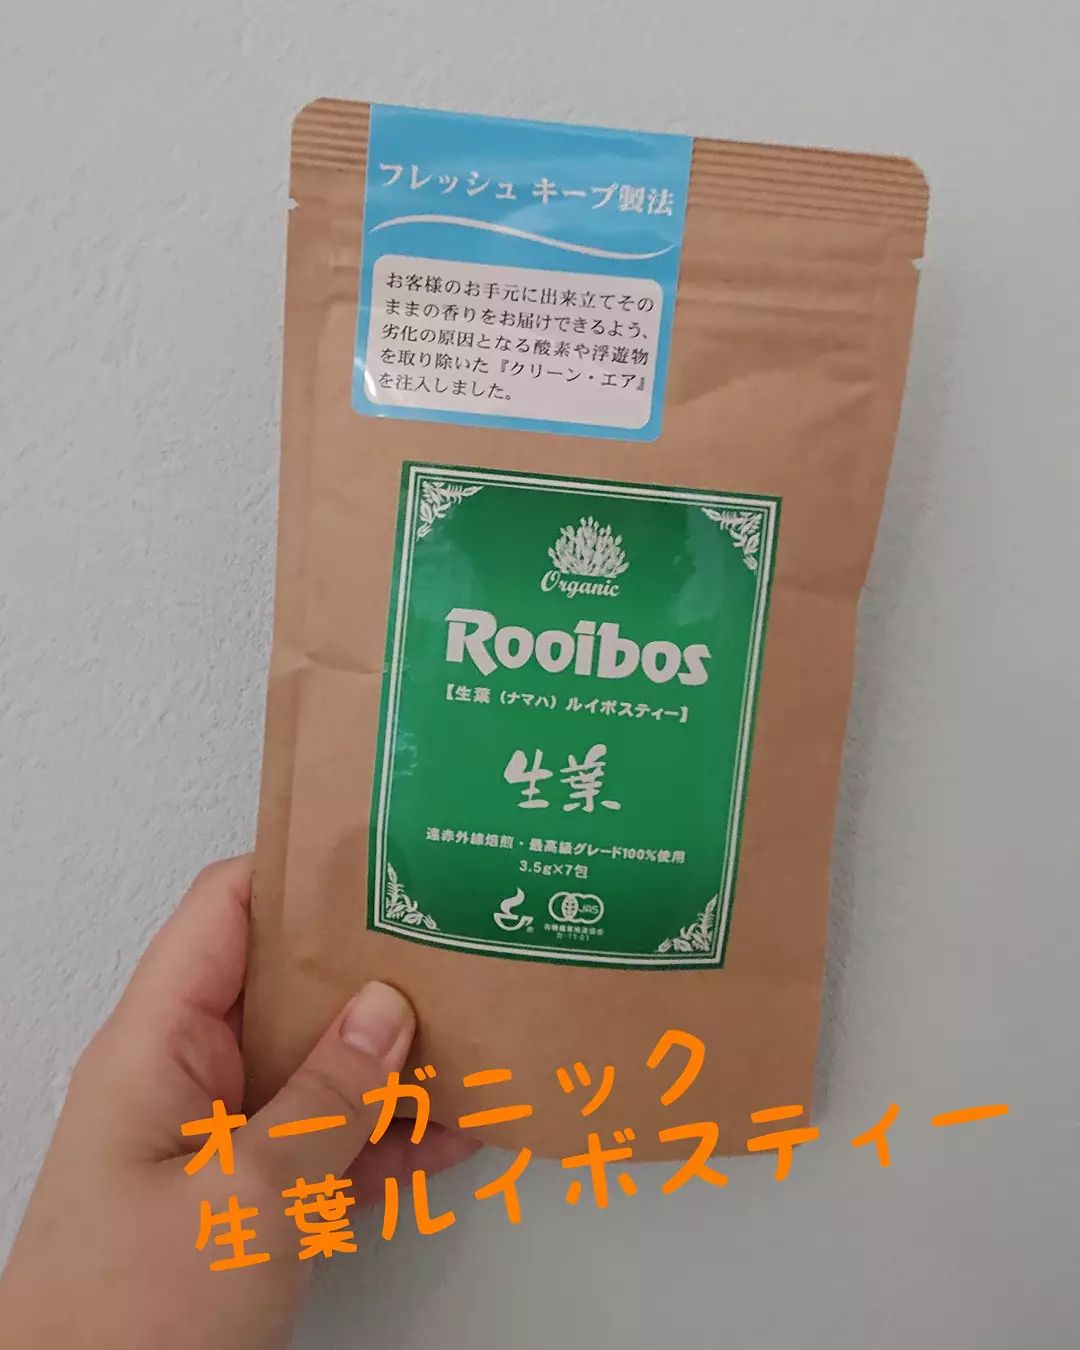 フレッシュ キープ製法
お客様のお手元に出来立てその
ままの香りをお届けできるよう、
劣化の原因となる酸素や浮遊物
を取り除いた『クリーン・エア』
を注入しました。
Organic
Rooibos
【生葉（ナマハ）ルイボスティー】
生葉
遠赤外線焙煎・最高級グレード100%使用
3.5g×7包
JAS
オーガニック
生葉ルイボスティー